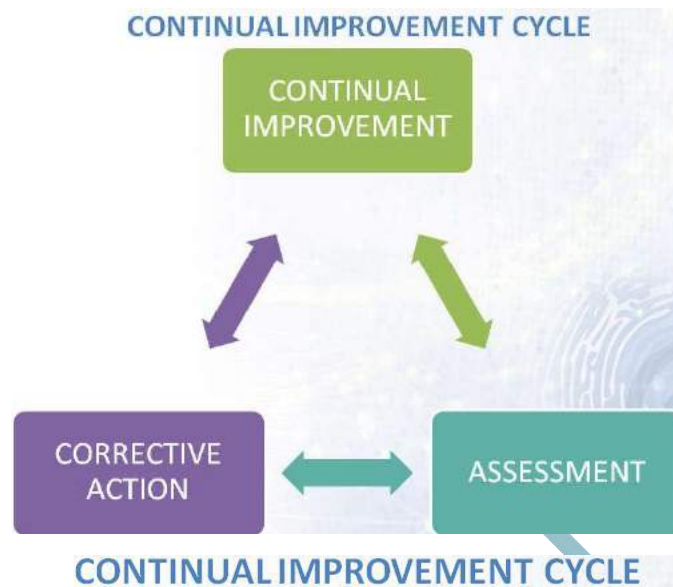 CONTINUAL IMPROVEMENT CYCLE
CONTINUAL
IMPROVEMENT
CORRECTIVE
ACTION
ASSESSMENT
CONTINUAL IMPROVEMENT CYCLE